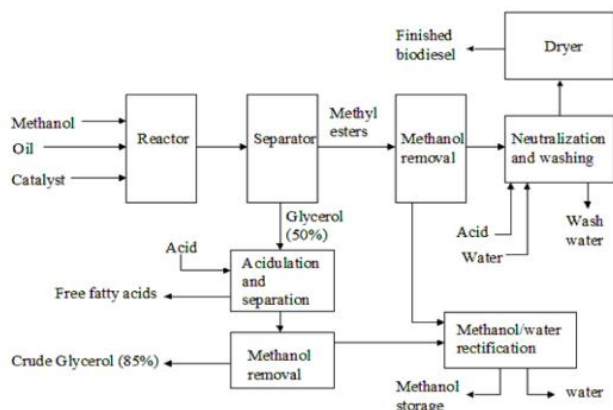 Finished
biodiesel
Dryer
Methanol
Oil
Catalyst
Reactor
Separator
Methyl
esters
Methanol
removal
Neutralization
and washing
Glycerol
(50%)
Acid
Water
Wash
water
Acid
Acidulation
and
separation
Free fatty acids
Methanol/water
rectification
Crude Glycerol (85%)
Methanol
removal
Methanol
storage
water